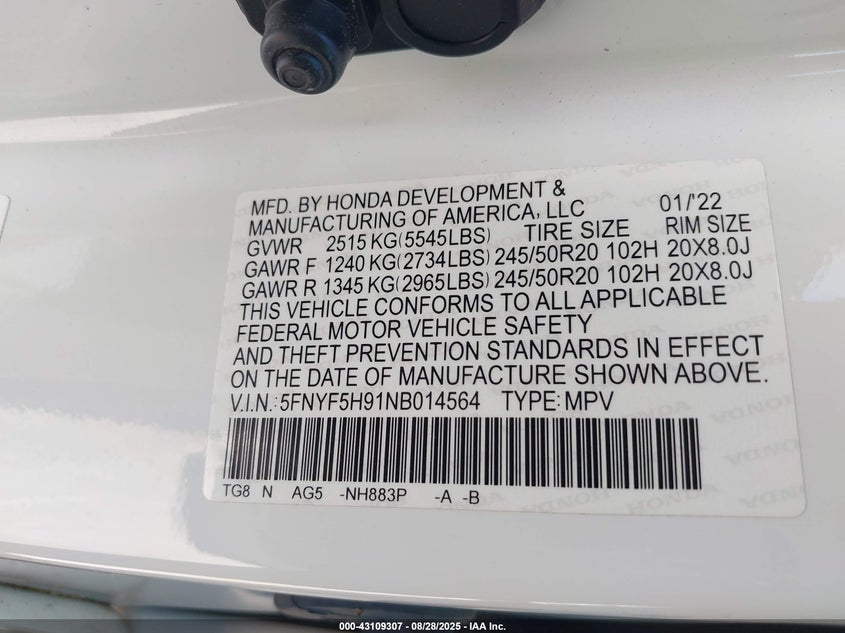 MFD. BY HONDA DEVELOPMENT &
MANUFACTURING OF AMERICA, LLC 01/'22
GVWR 2515 KG(5545LBS) TIRE SIZE RIM SIZE
GAWR F 1240 KG(2734LBS) 245/50R20 102H 20X8.0J
GAWR R 1345 KG(2965LBS) 245/50R20 102H 20X8.0J
THIS VEHICLE CONFORMS TO ALL APPLICABLE
FEDERAL MOTOR VEHICLE SAFETY
AND THEFT PREVENTION STANDARDS IN EFFECT
ON THE DATE OF MANUFACTURE SHOWN ABOVE.
V.I.N.:5FNYF5H91NB014564 TYPE:MPV
TG8 N AG5 -NH883P -A -B
000-43109307 - 08/28/2025 - IAA Inc.